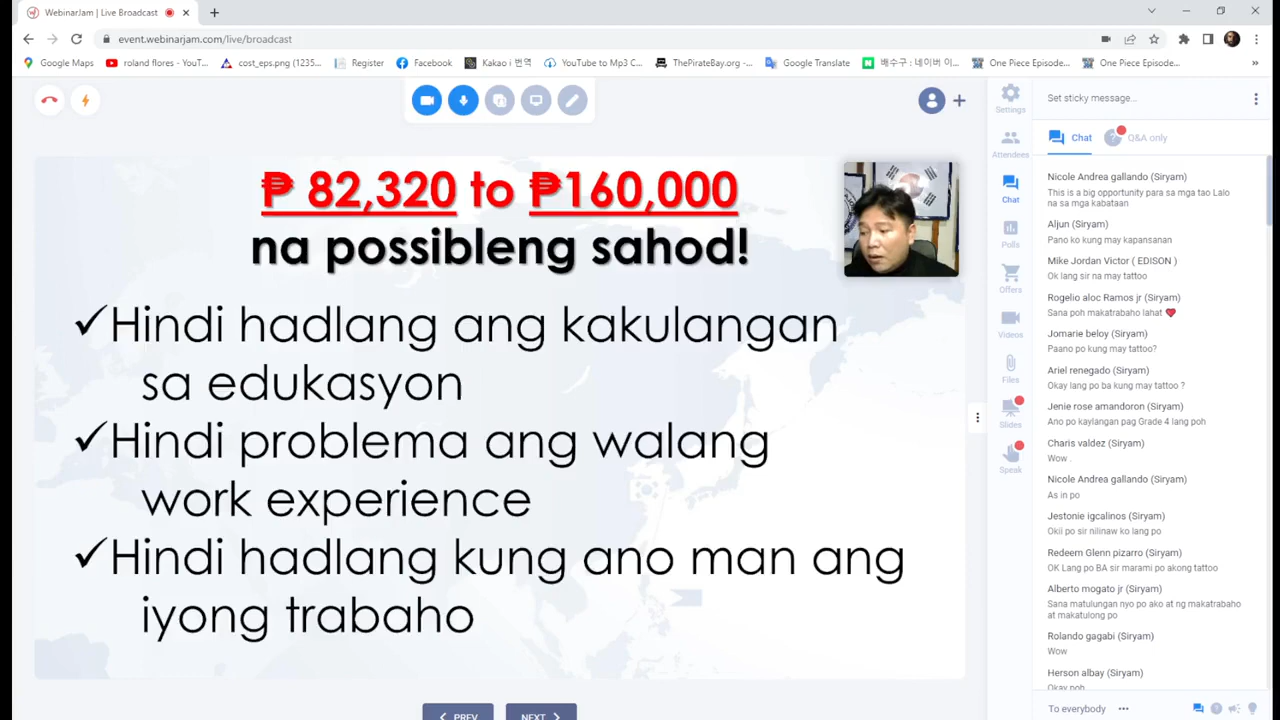 WebinarJam | Live Broadcast
event.webinarjam.com/live/broadcast
Google Maps
roland flores - YouT...
cost_eps.png (1235...
Register
Facebook
Kakao i 번역
YouTube to Mp3 C...
ThePirateBay.org -...
Google Translate
배수구 : 네이버 이...
One Piece Episode...
One Piece Episode...
»
₱ 82,320 to ₱160,000
na possibleng sahod!
✓Hindi hadlang ang kakulangan
sa edukasyon
✓Hindi problema ang walang
work experience
✓Hindi hadlang kung ano man ang
iyong trabaho
PREV
NEXT
Settings
Attendees
Chat
Polls
Offers
Videos
Files
Slides
Speak
Set sticky message...
Chat
Q&A only
Nicole Andrea gallando (Siryam)
This is a big opportunity para sa mga tao Lalo
na sa mga kabataan
Aljun (Siryam)
Pano ko kung may kapansanan
Mike Jordan Victor ( EDISON )
Ok lang sir na may tattoo
Rogelio aloc Ramos jr (Siryam)
Sana poh makatrabaho lahat ❤
Jomarie beloy (Siryam)
Paano po kung may tattoo?
Ariel renegado (Siryam)
Okay lang po ba kung may tattoo ?
Jenie rose amandoron (Siryam)
Ano po kaylangan pag Grade 4 lang poh
Charis valdez (Siryam)
Wow .
Nicole Andrea gallando (Siryam)
As in po
Jestonie igcalinos (Siryam)
Okil po sir nilinaw ko lang po
Redeem Glenn pizarro (Siryam)
OK Lang po BA sir marami po akong tattoo
Alberto mogato jr (Siryam)
Sana matulungan nyo po ako at ng makatrabaho
at makatulong po
Rolando gagabi (Siryam)
Wow
Herson albay (Siryam)
Okay poh
To everybody